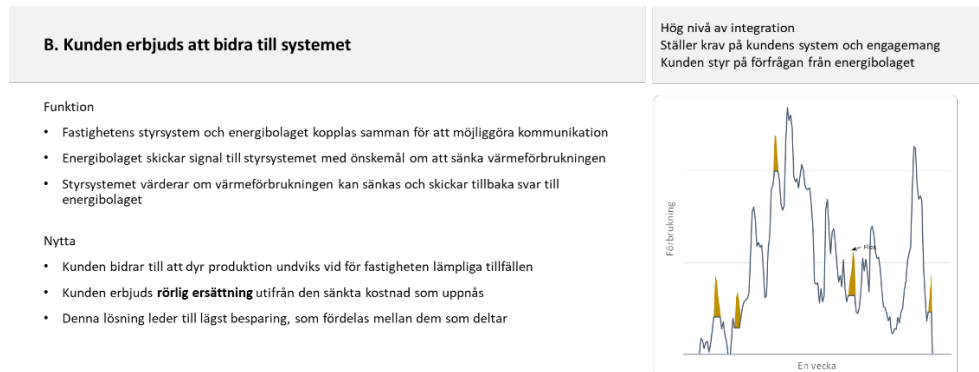 B. Kunden erbjuds att bidra till systemet
Hög nivå av integration
Ställer krav på kundens system och engagemang
Kunden styr på förfrågan från energibolaget
Funktion
• Fastighetens styrsystem och energibolaget kopplas samman för att möjliggöra kommunikation
• Energibolaget skickar signal till styrsystemet med önskemål om att sänka värmeförbrukningen
• Styrsystemet värderar om värmeförbrukningen kan sänkas och skickar tillbaka svar till
energibolaget
Nytta
• Kunden bidrar till att dyr produktion undviks vid för fastigheten lämpliga tillfällen
• Kunden erbjuds rörlig ersättning utifrån den sänkta kostnad som uppnås
• Denna lösning leder till lägst besparing, som fördelas mellan dem som deltar
Förbrukning
Flex
En vecka